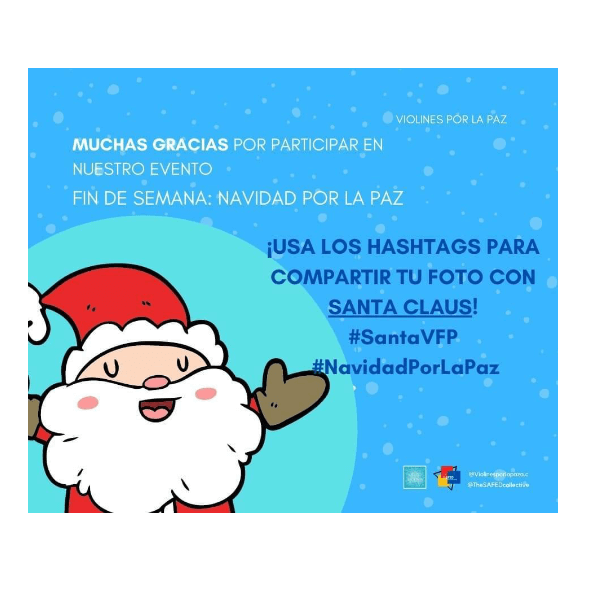 VIOLINES POR LA PAZ
MUCHAS GRACIAS POR PARTICIPAR EN
NUESTRO EVENTO
FIN DE SEMANA: NAVIDAD POR LA PAZ
¡USA LOS HASHTAGS PARA
COMPARTIR TU FOTO CON
SANTA CLAUS!
#SantaVFP
#NavidadPorLaPaz
@TheSAFEDcollective